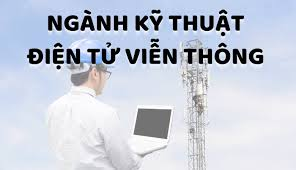 NGÀNH KỸ THUẬT
ĐIỆN TỬ VIỄN THÔNG